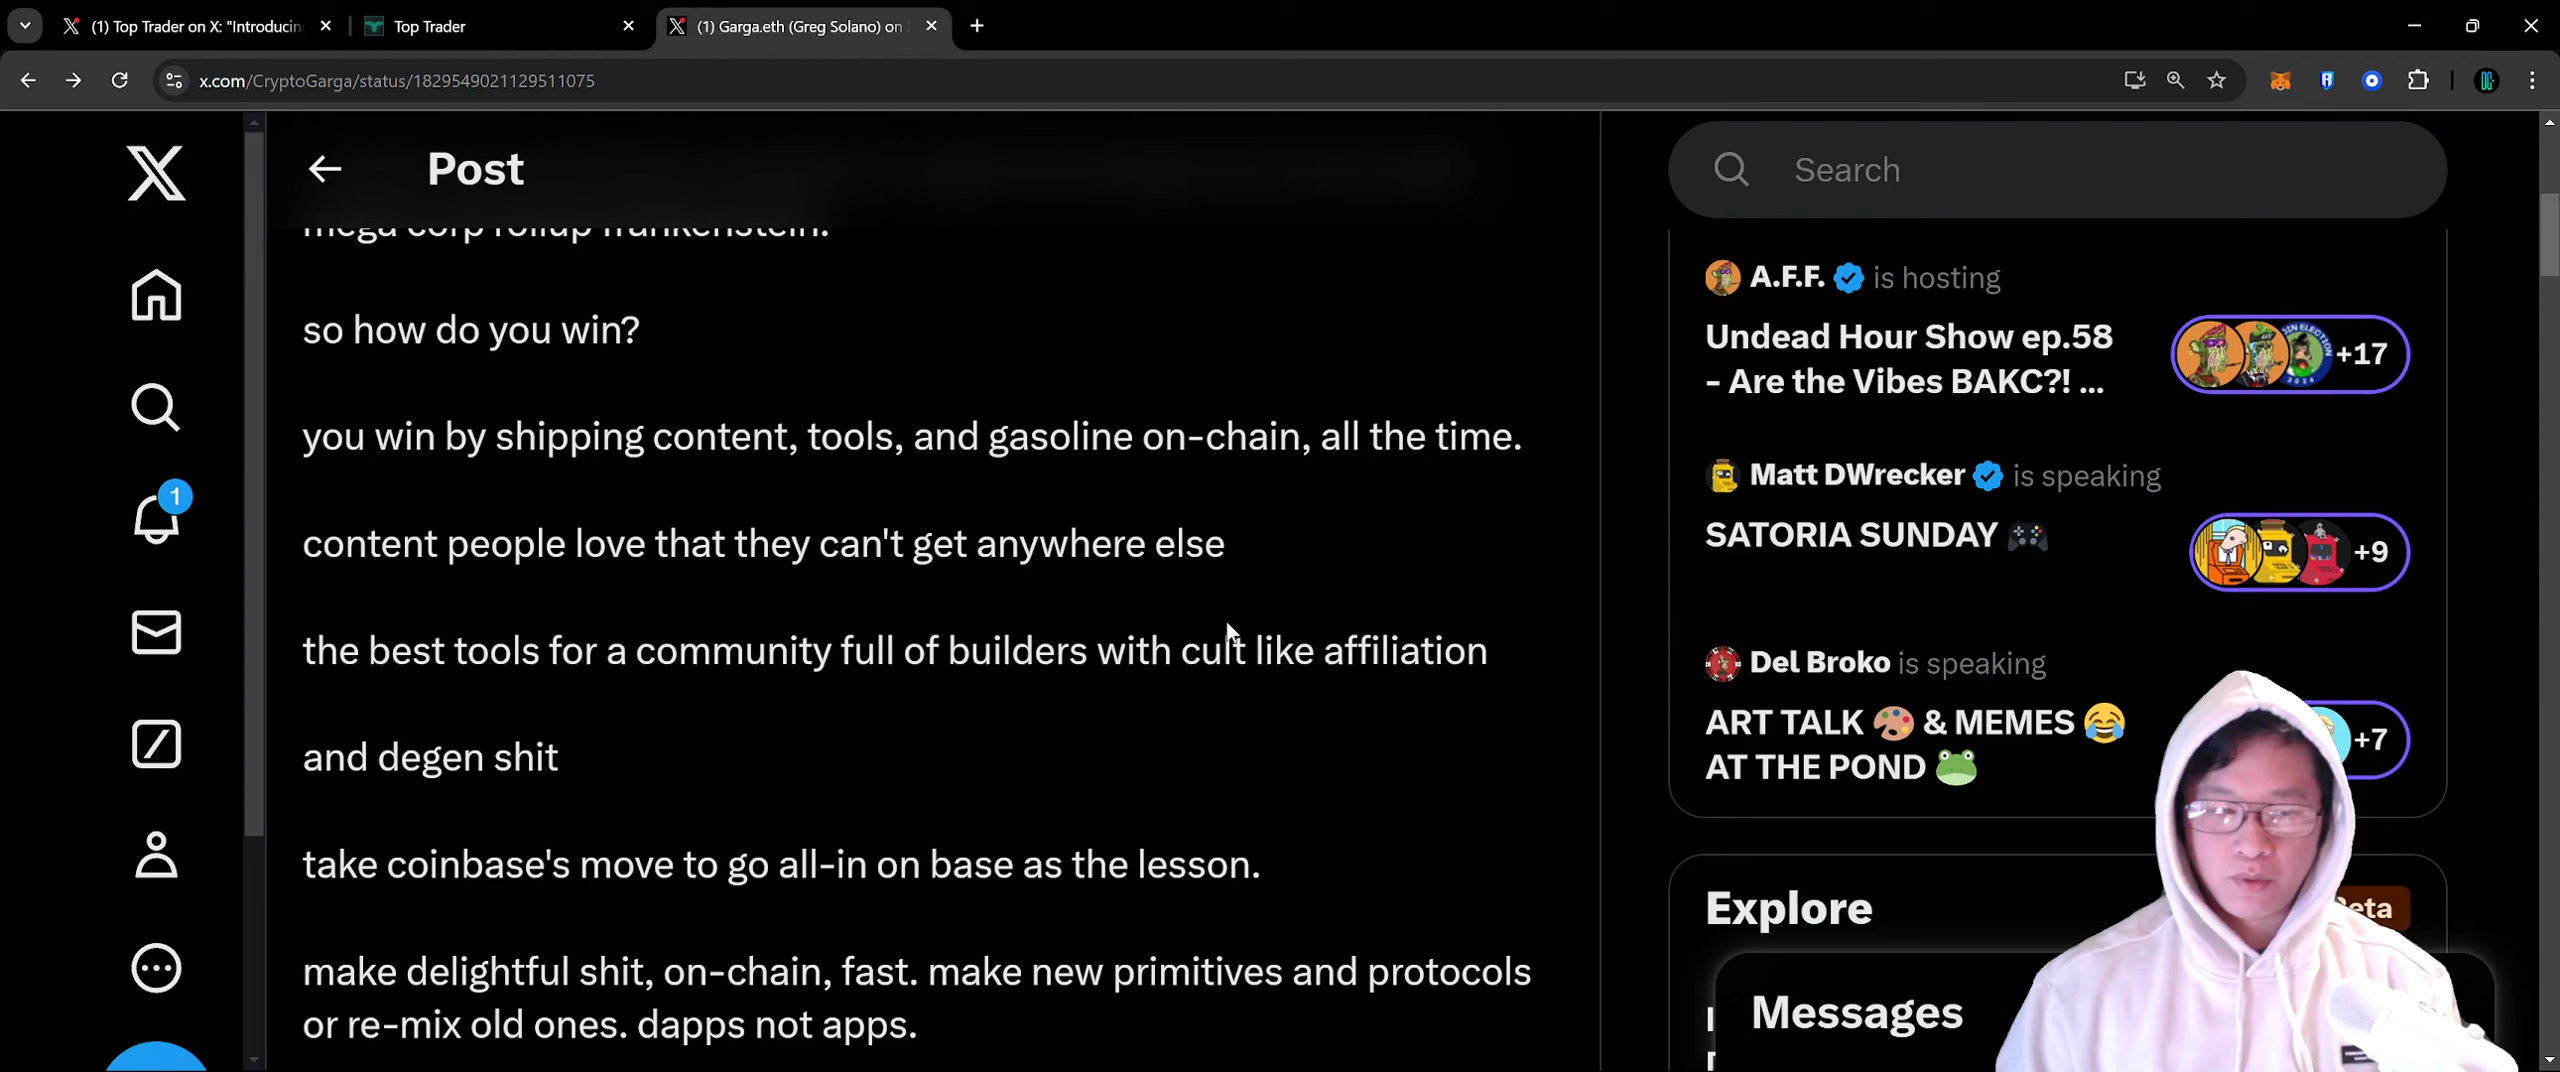 (1) Top Trader on X: "Introducin
Top Trader
(1) Garga.eth (Greg Solano) on
x.com/CryptoGarga/status/1829549021129511075
Post
Search
mega corp rollup frankenstein.
so how do you win?
you win by shipping content, tools, and gasoline on-chain, all the time.
content people love that they can't get anywhere else
the best tools for a community full of builders with cult like affiliation
and degen shit
take coinbase's move to go all-in on base as the lesson.
make delightful shit, on-chain, fast. make new primitives and protocols
or re-mix old ones. dapps not apps.
1
A.F.F. is hosting
Undead Hour Show ep.58
- Are the Vibes BAKC?! ...
+17
Matt DWrecker is speaking
SATORIA SUNDAY 🎮
+9
Del Broko is speaking
ART TALK 🎨 & MEMES 😂
AT THE POND 🐸
+7
Explore
Messages